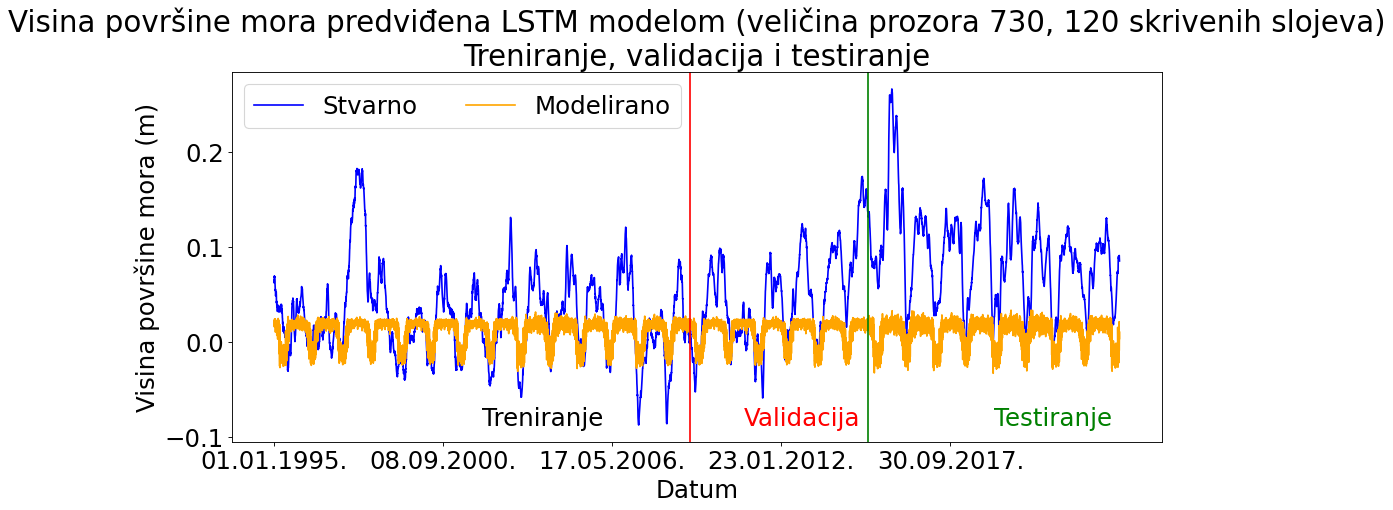 Visina površine mora predviđena LSTM modelom (veličina prozora 730, 120 skrivenih slojeva)
Treniranje, validacija i testiranje
Stvarno
Modelirano
Visina površine mora (m)
0.2
0.1
0.0
−0.1
Treniranje
Validacija
Testiranje
01.01.1995.
08.09.2000.
17.05.2006.
23.01.2012.
30.09.2017.
Datum